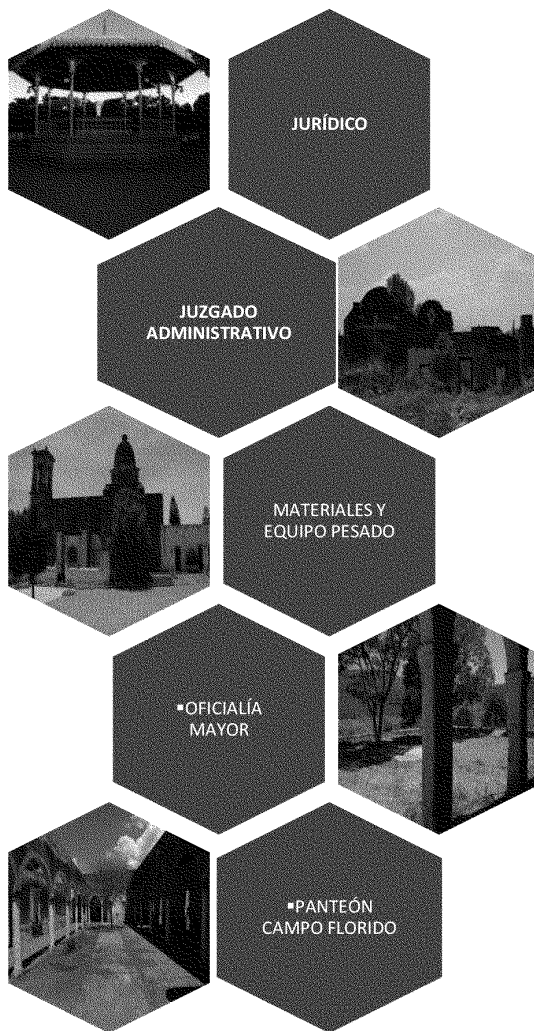 JURÍDICO
JUZGADO
ADMINISTRATIVO
MATERIALES Y
EQUIPO PESADO
▪OFICIALÍA
MAYOR
▪PANTEÓN
CAMPO FLORIDO